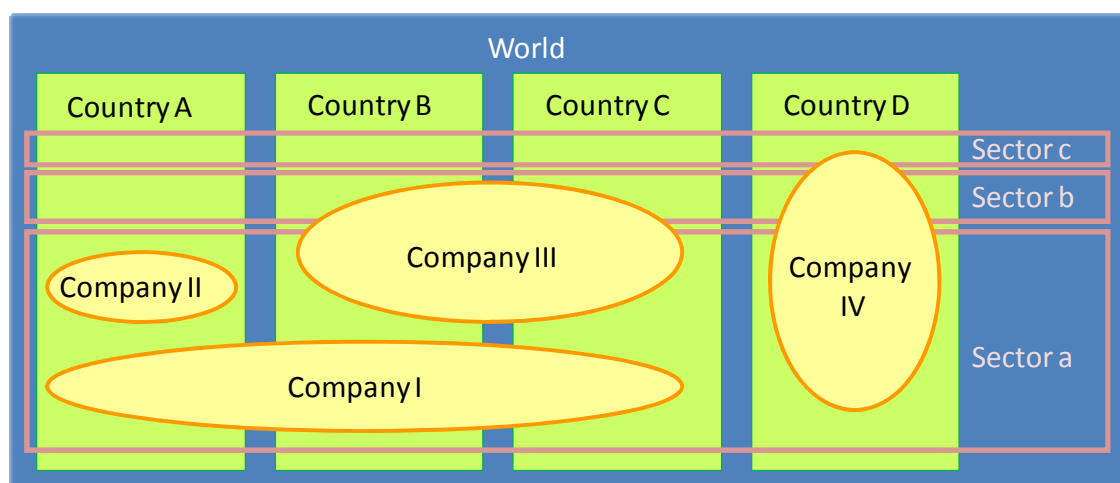 World
Country A
Country B
Country C
Country D
Sector c
Sector b
Company III
Company II
Company
IV
Sector a
Company I